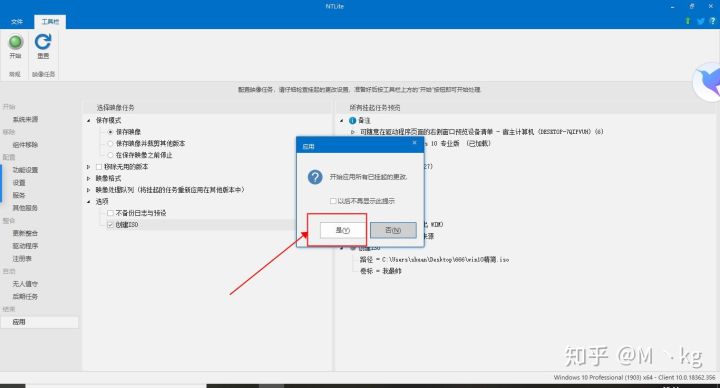 NTLite
文件
工具栏
开始
重置
常规
映像任务
配置映像任务，请仔细检查挂起的更改设置，准备好后按工具栏上方的“开始”按钮即可开始处理.
开始
系统来源
移除
组件移除
配置
功能设置
设置
服务
其他服务
整合
更新整合
驱动程序
注册表
自动
无人值守
后期任务
结束
应用
选择映像任务
保存模式
保存映像
保存映像并裁剪其他版本
在保存映像之前停止
移除无用的版本
映像格式
映像处理队列 (将挂起的任务重新应用在其他版本中)
选项
不备份日志与预设
创建ISO
所有挂起任务预览
备注
可随意在驱动程序页面的右侧窗口预览设备清单 - 宿主计算机 (DESKTOP-7QIPVUH) (6)
10 专业版 (已加载)
27)
WIM)
来源
创建ISO
路径 = C:\Users\shuan\Desktop\666\win10精简.iso
卷标 = 我最帅
应用
开始应用所有已挂起的更改.
以后不再显示此提示
是(Y)
否(N)
知乎 @M丶kg
Windows 10 Professional (1903) x64 - Client 10.0.18362.356